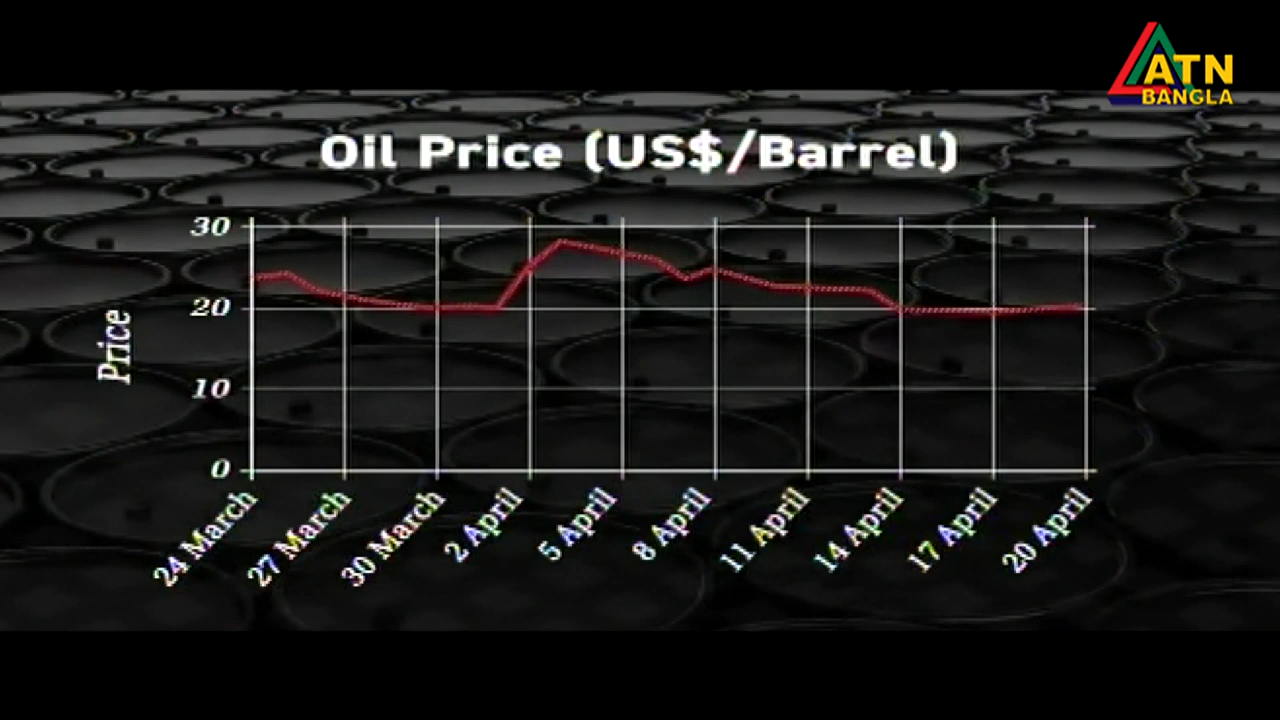 ATN
BANGLA
Oil Price (US$/Barrel)
30
20
10
0
Price
24 March
27 March
30 March
2 April
5 April
8 April
11 April
14 April
17 April
20 April